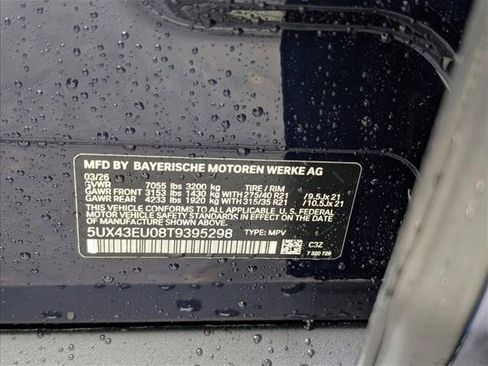 MFD BY BAYERISCHE MOTOREN WERKE AG
03/26
GVWR 7055 lbs 3200 kg TIRE / RIM
GAWR FRONT 3153 lbs 1430 kg WITH 275/40 R21 /9.5Jx21
GAWR REAR 4233 lbs 1920 kg WITH 315/35 R21 /10.5Jx21
THIS VEHICLE CONFORMS TO ALL APPLICABLE U.S. FEDERAL
MOTOR VEHICLE SAFETY STANDARDS IN EFFECT
ON THE DATE OF MANUFACTURE SHOWN ABOVE.
5UX43EU08T9395298 TYPE: MPV
C3Z
7 320 729